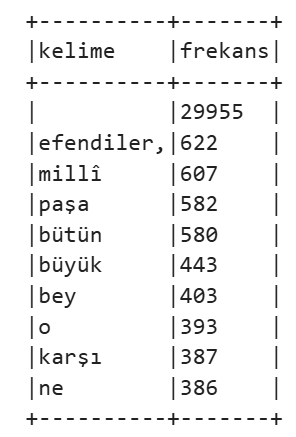 +----------+-------+
|kelime    |frekans|
+----------+-------+
|          |29955  |
|efendiler,|622    |
|millî     |607    |
|paşa      |582    |
|bütün     |580    |
|büyük     |443    |
|bey       |403    |
|o         |393    |
|karşı     |387    |
|ne        |386    |
+----------+-------+